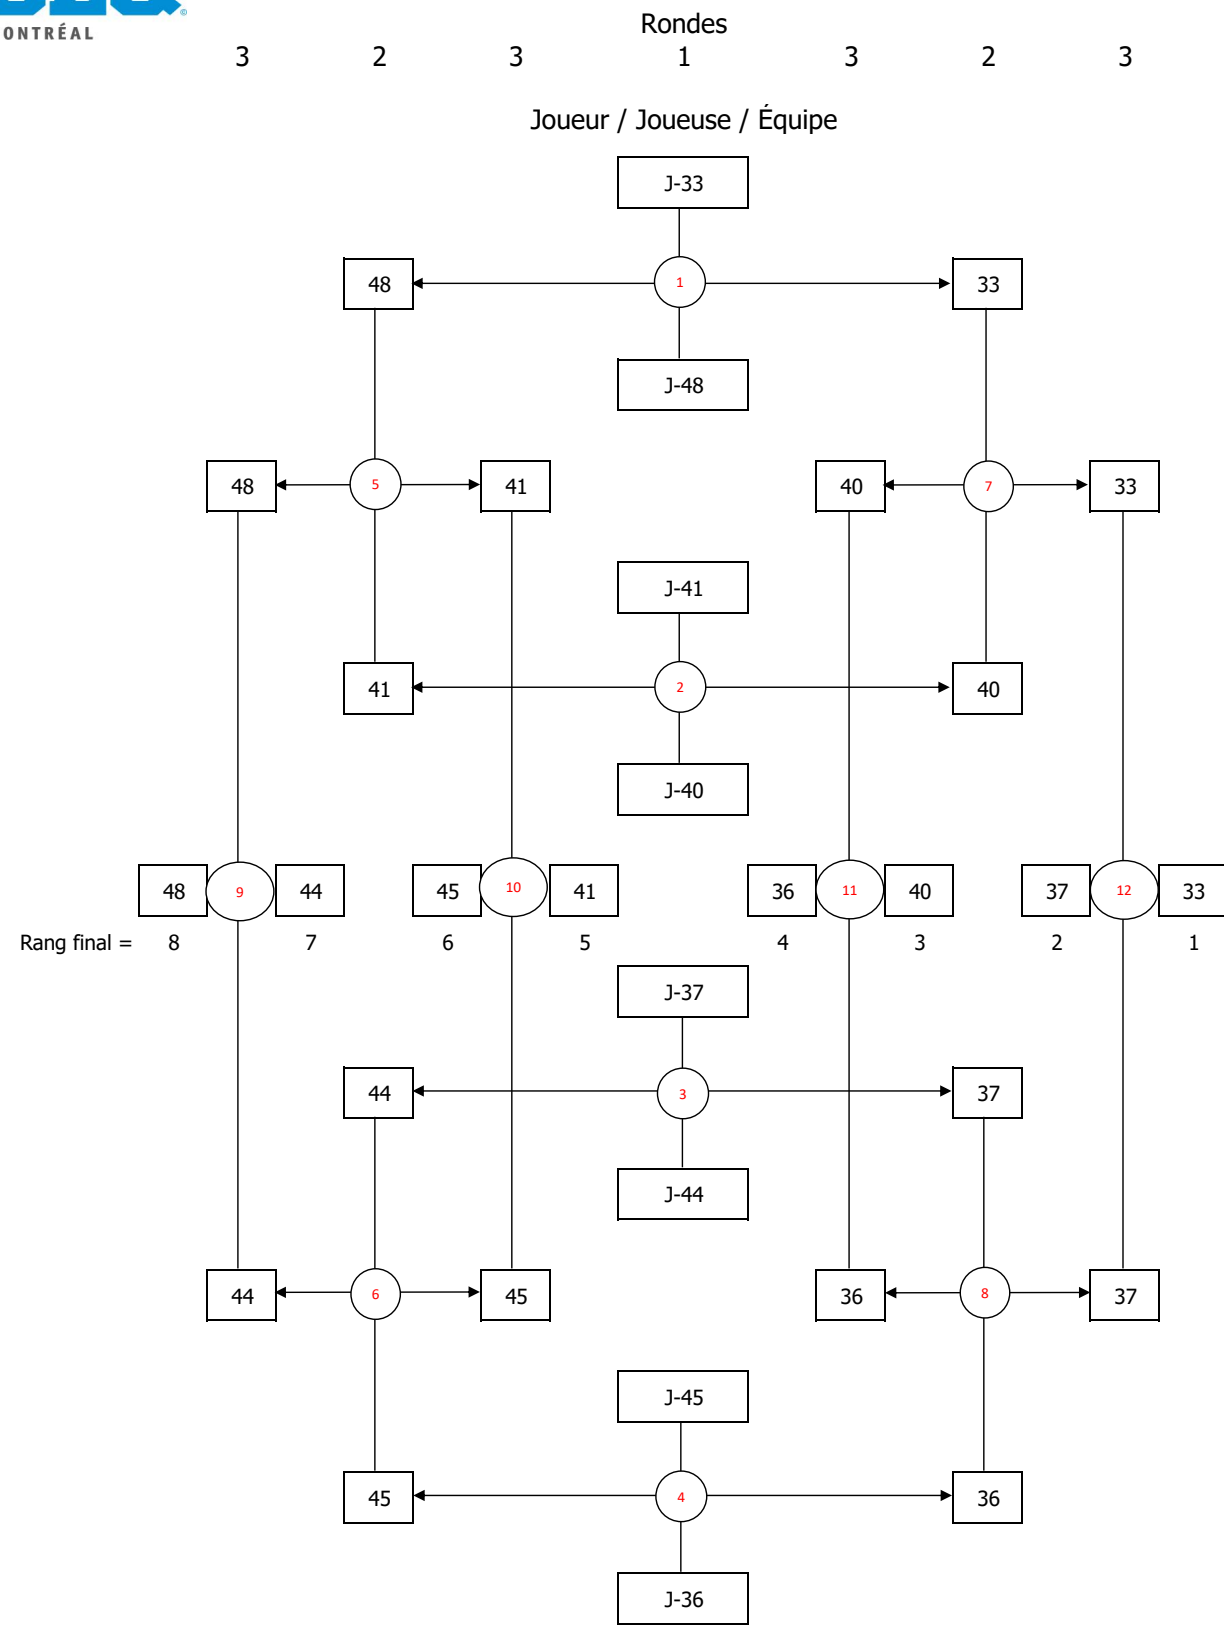 ONTRÉAL
Rondes
3 2 3 1 3 2 3
Joueur / Joueuse / Équipe
J-33
48 1 33
J-48
48 5 41 40 7 33
J-41
41 2 40
J-40
48 9 44 45 10 41 36 11 40 37 12 33
Rang final = 8 7 6 5 4 3 2 1
J-37
44 3 37
J-44
44 6 45 36 8 37
J-45
45 4 36
J-36